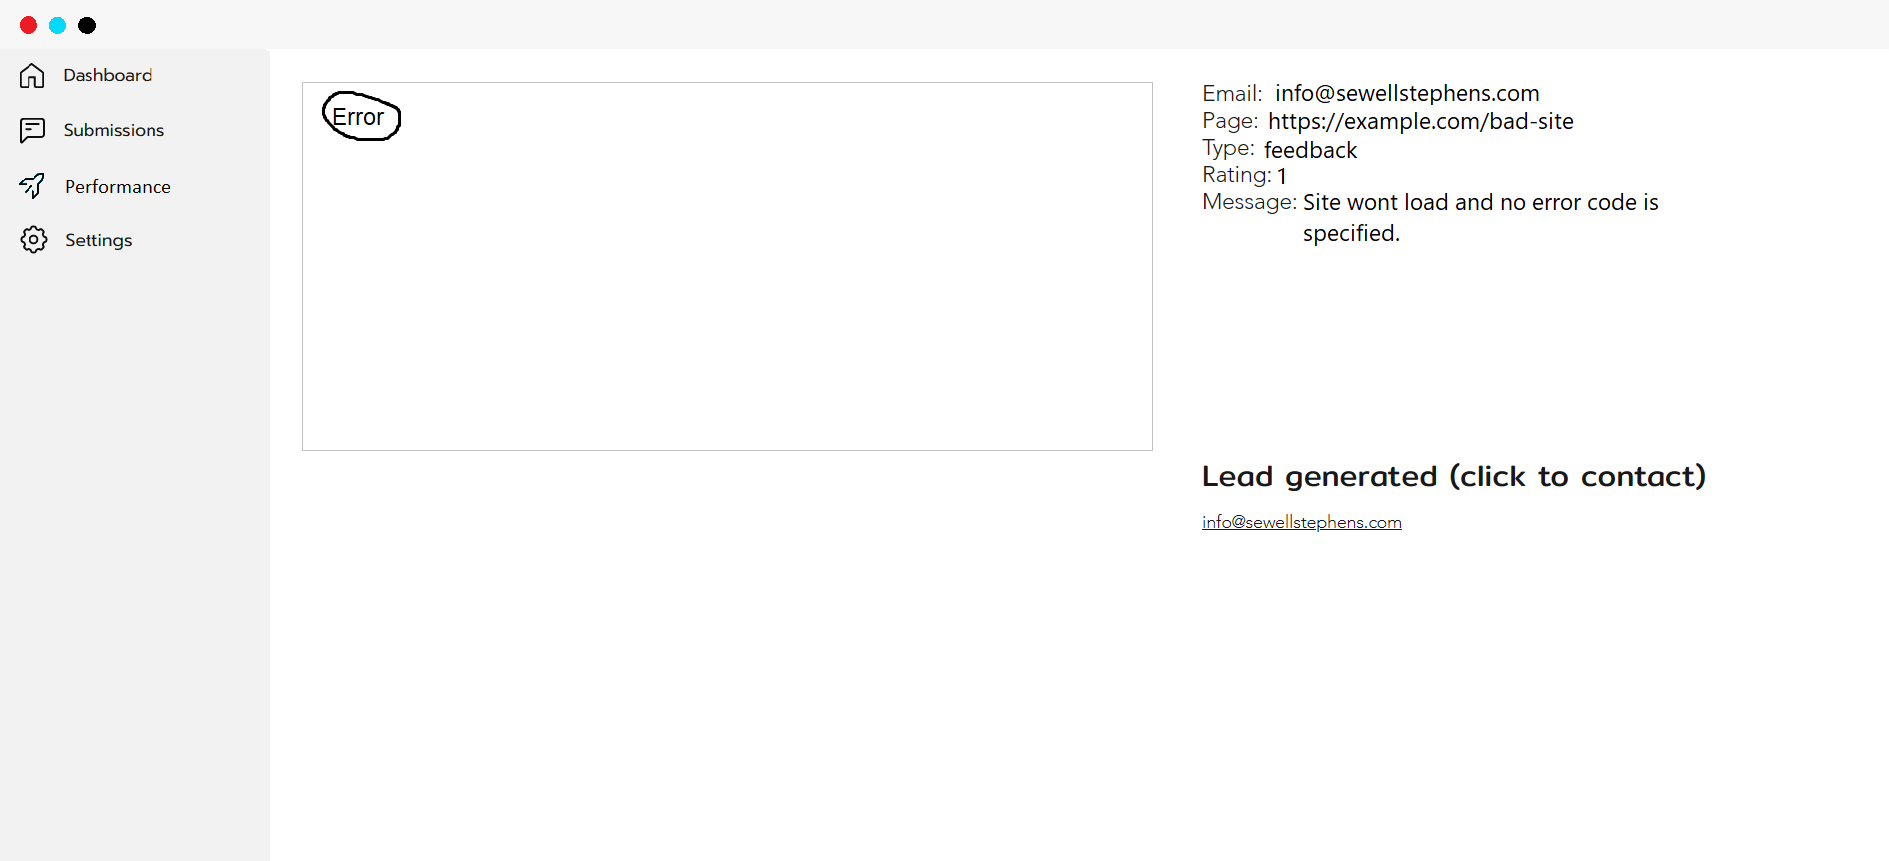 Dashboard
Submissions
Performance
Settings
Error
Email: info@sewellstephens.com
Page: https://example.com/bad-site
Type: feedback
Rating: 1
Message: Site wont load and no error code is
specified.
Lead generated (click to contact)
info@sewellstephens.com